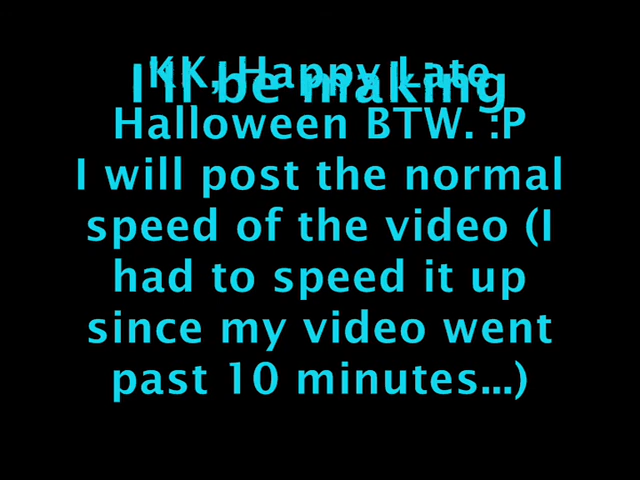 KK, Happy Late
I'll be making
Halloween BTW. :P
I will post the normal
speed of the video (I
had to speed it up
since my video went
past 10 minutes...)